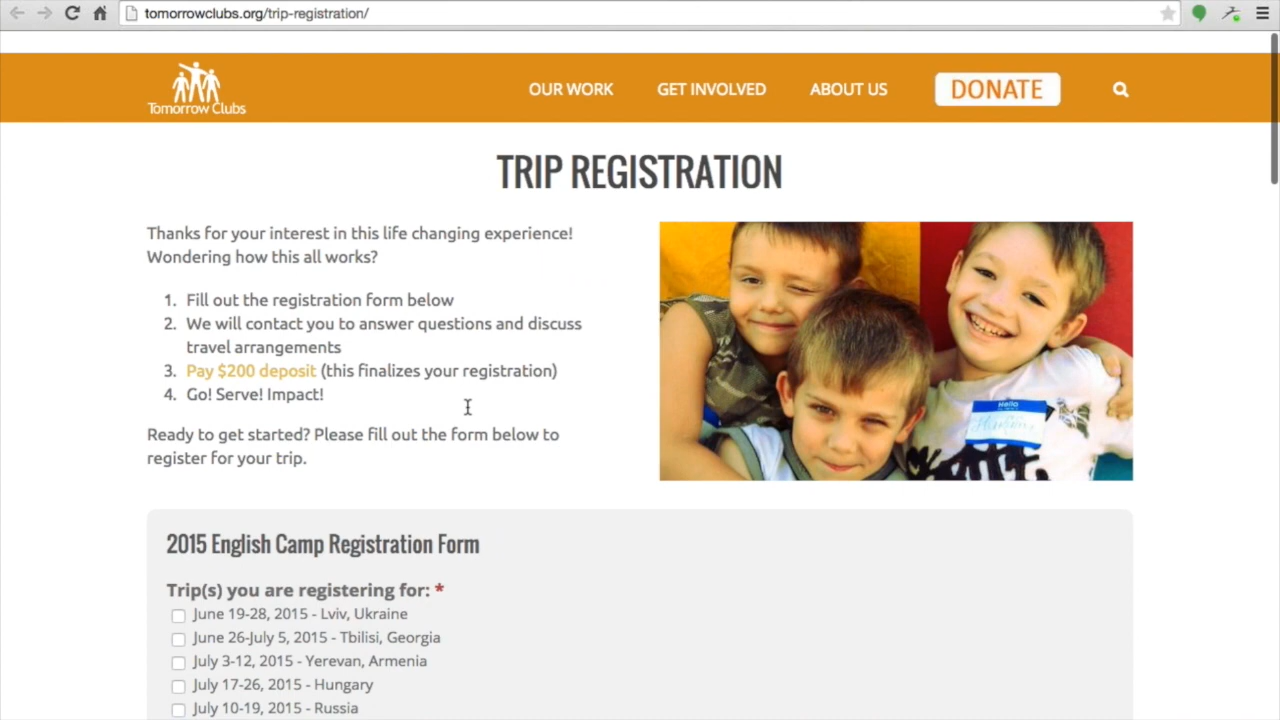 tomorrowclubs.org/trip-registration/
Tomorrow Clubs
OUR WORK
GET INVOLVED
ABOUT US
DONATE
TRIP REGISTRATION
Thanks for your interest in this life changing experience!
Wondering how this all works?
1. Fill out the registration form below
2. We will contact you to answer questions and discuss
travel arrangements
3. Pay $200 deposit (this finalizes your registration)
4. Go! Serve! Impact!
Ready to get started? Please fill out the form below to
register for your trip.
Hello
2015 English Camp Registration Form
Trip(s) you are registering for: *
June 19-28, 2015 - Lviv, Ukraine
June 26-July 5, 2015 - Tbilisi, Georgia
July 3-12, 2015 - Yerevan, Armenia
July 17-26, 2015 - Hungary
July 10-19, 2015 - Russia